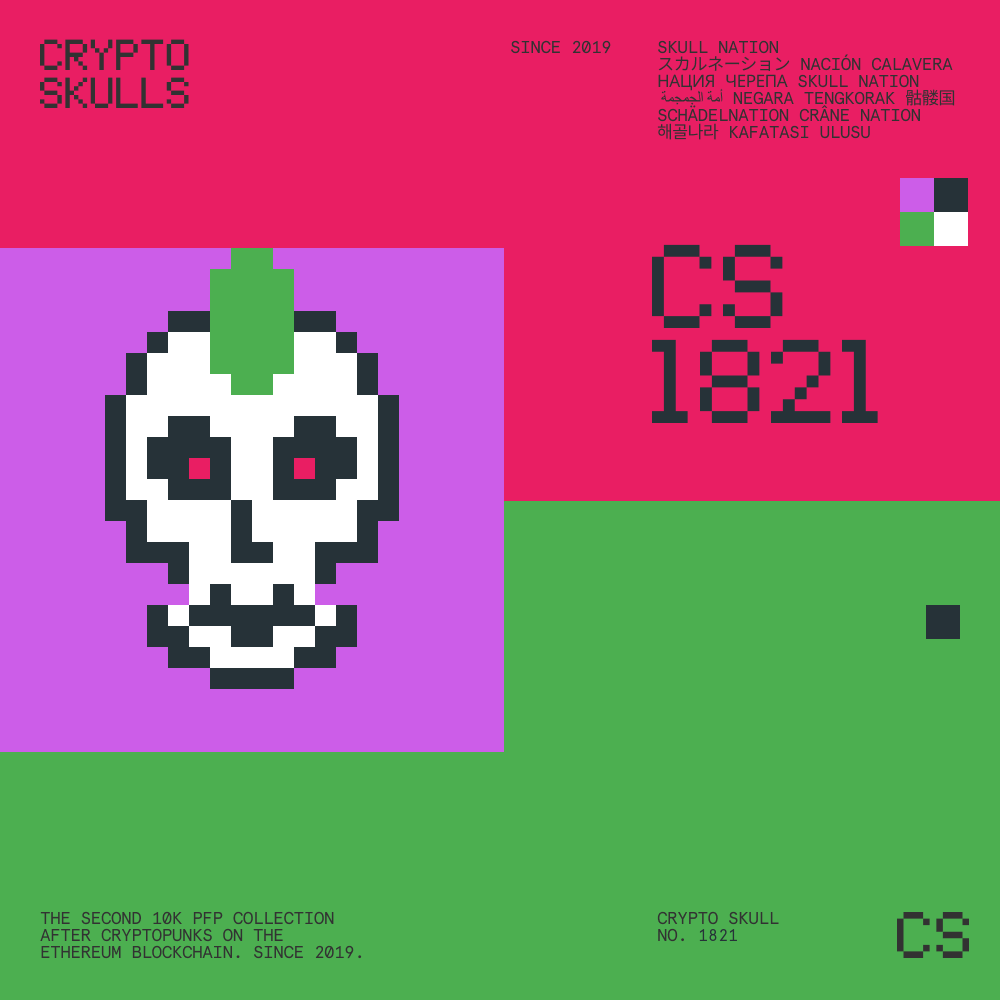 CRYPTO
SKULLS
SINCE 2019
SKULL NATION
スカルネーション NACIÓN CALAVERA
НАЦИЯ ЧЕРЕПА SKULL NATION
أمة الجمجمة NEGARA TENGKORAK 骷髅国
SCHÄDELNATION CRÂNE NATION
해골나라 KAFATASI ULUSU
CS
1821
THE SECOND 10K PFP COLLECTION
AFTER CRYPTOPUNKS ON THE
ETHEREUM BLOCKCHAIN. SINCE 2019.
CRYPTO SKULL
NO. 1821
CS